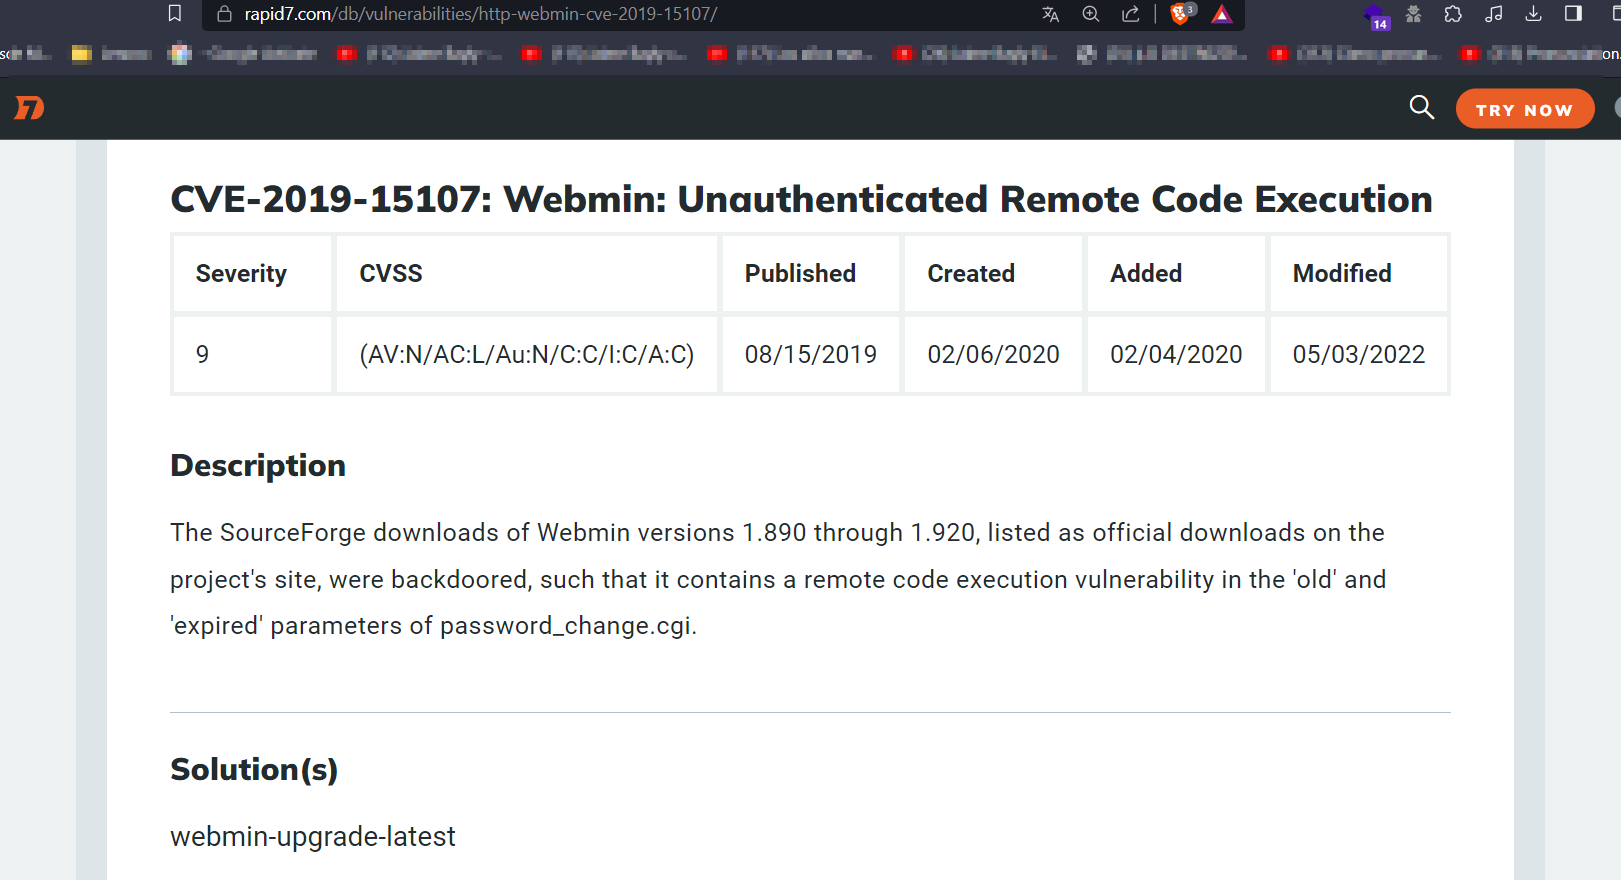 rapid7.com/db/vulnerabilities/http-webmin-cve-2019-15107/
3
14
TRY NOW
CVE-2019-15107: Webmin: Unauthenticated Remote Code Execution
Severity CVSS Published Created Added Modified
9 (AV:N/AC:L/Au:N/C:C/I:C/A:C) 08/15/2019 02/06/2020 02/04/2020 05/03/2022
Description
The SourceForge downloads of Webmin versions 1.890 through 1.920, listed as official downloads on the
project's site, were backdoored, such that it contains a remote code execution vulnerability in the 'old' and
'expired' parameters of password_change.cgi.
Solution(s)
webmin-upgrade-latest